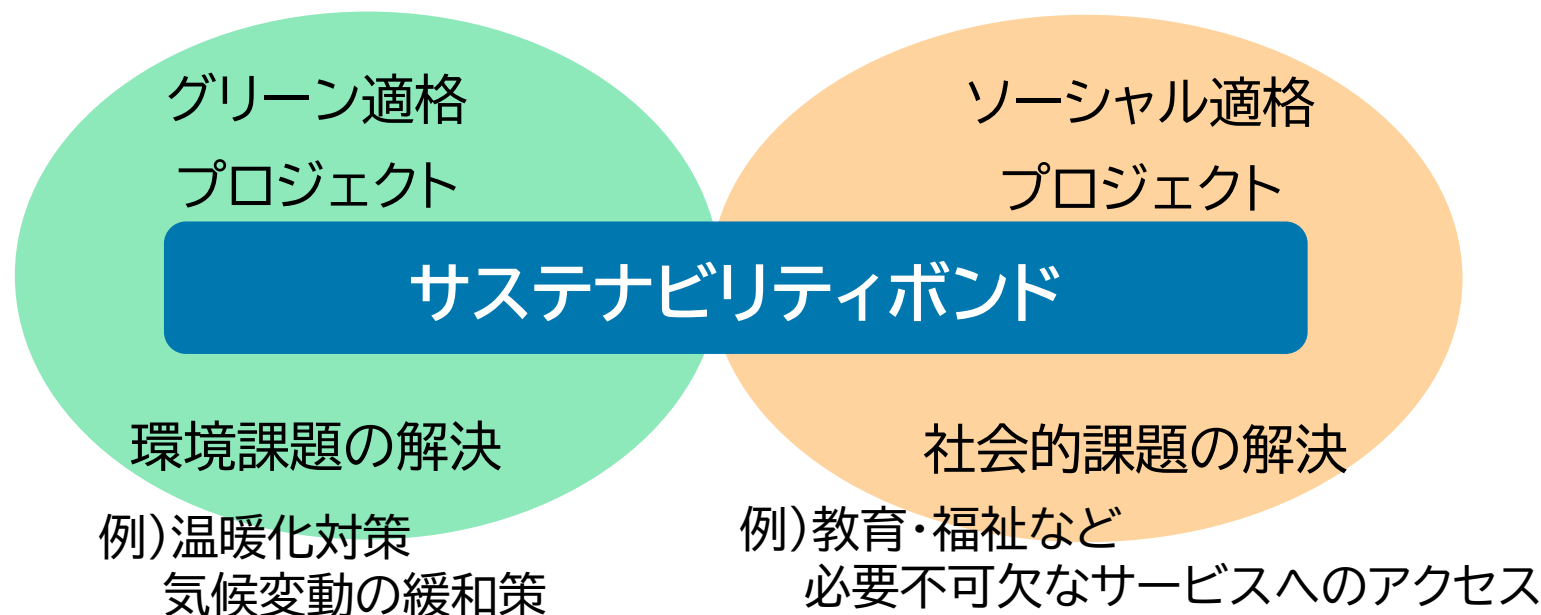 グリーン適格
プロジェクト
ソーシャル適格
プロジェクト
サステナビリティボンド
環境課題の解決
例)温暖化対策
気候変動の緩和策
社会的課題の解決
例)教育・福祉など
必要不可欠なサービスへのアクセス